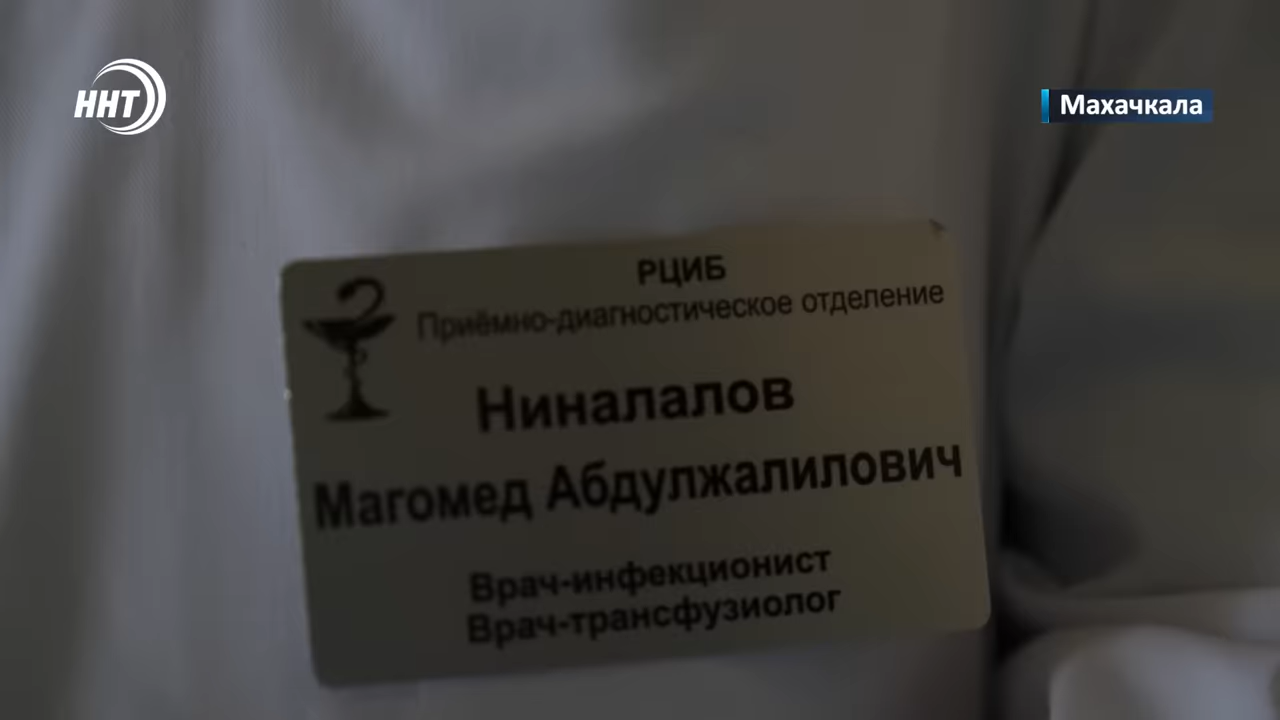 ННТ
Махачкала
РЦИБ
Приёмно-диагностическое отделение
Ниналалов
Магомед Абдулжалилович
Врач-инфекционист
Врач-трансфузиолог